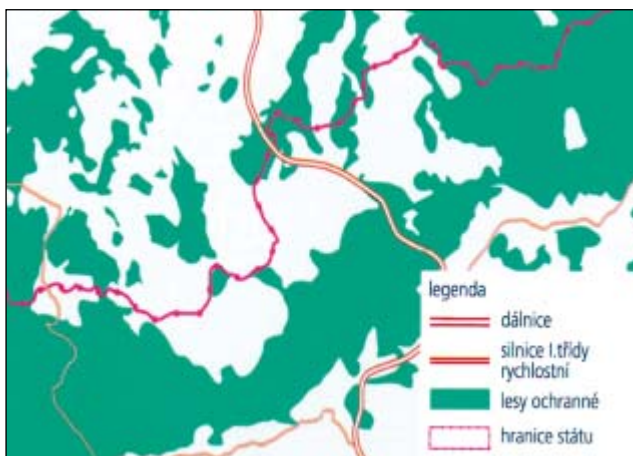 legenda
dálnice
silnice I.třídy
rychlostní
lesy ochranné
hranice státu